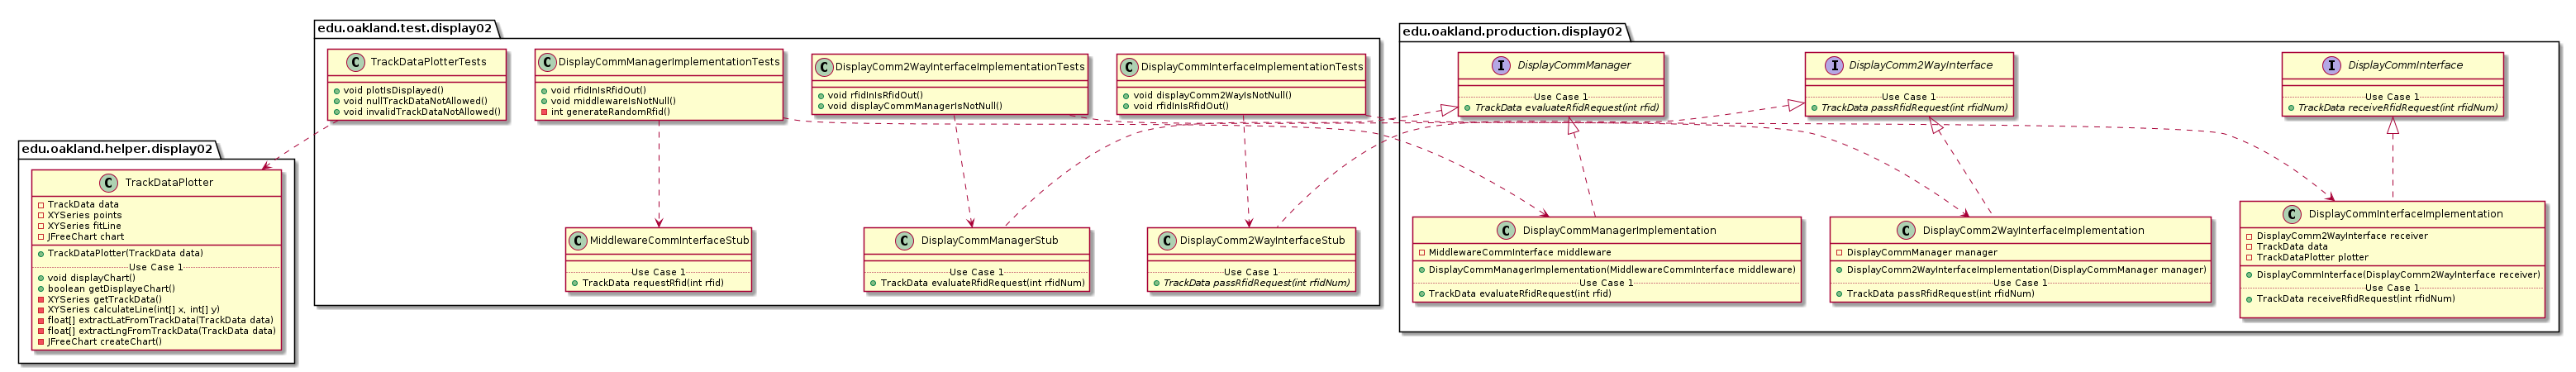 edu.oakland.test.display02
C TrackDataPlotterTests
void plotIsDisplayed()
void nullTrackDataNotAllowed()
void invalidTrackDataNotAllowed()
C DisplayCommManagerImplementationTests
void rfidInIsRfidOut()
void middlewareIsNotNull()
int generateRandomRfid()
C DisplayComm2WayInterfaceImplementationTests
void rfidInIsRfidOut()
void displayCommManagerIsNotNull()
C DisplayCommInterfaceImplementationTests
void displayComm2WayIsNotNull()
void rfidInIsRfidOut()
C MiddlewareCommInterfaceStub
Use Case 1
TrackData requestRfid(int rfid)
C DisplayCommManagerStub
Use Case 1
TrackData evaluateRfidRequest(int rfidNum)
C DisplayComm2WayInterfaceStub
Use Case 1
TrackData passRfidRequest(int rfidNum)
edu.oakland.production.display02
I DisplayCommManager
Use Case 1
TrackData evaluateRfidRequest(int rfid)
I DisplayComm2WayInterface
Use Case 1
TrackData passRfidRequest(int rfidNum)
I DisplayCommInterface
Use Case 1
TrackData receiveRfidRequest(int rfidNum)
C DisplayCommManagerImplementation
MiddlewareCommInterface middleware
DisplayCommManagerImplementation(MiddlewareCommInterface middleware)
Use Case 1
TrackData evaluateRfidRequest(int rfid)
C DisplayComm2WayInterfaceImplementation
DisplayCommManager manager
DisplayComm2WayInterfaceImplementation(DisplayCommManager manager)
Use Case 1
TrackData passRfidRequest(int rfidNum)
C DisplayCommInterfaceImplementation
DisplayComm2WayInterface receiver
TrackData data
TrackDataPlotter plotter
DisplayCommInterface(DisplayComm2WayInterface receiver)
Use Case 1
TrackData receiveRfidRequest(int rfidNum)
edu.oakland.helper.display02
C TrackDataPlotter
TrackData data
XYSeries points
XYSeries fitLine
JFreeChart chart
TrackDataPlotter(TrackData data)
Use Case 1
void displayChart()
boolean getDisplayeChart()
XYSeries getTrackData()
XYSeries calculateLine(int[] x, int[] y)
float[] extractLatFromTrackData(TrackData data)
float[] extractLngFromTrackData(TrackData data)
JFreeChart createChart()